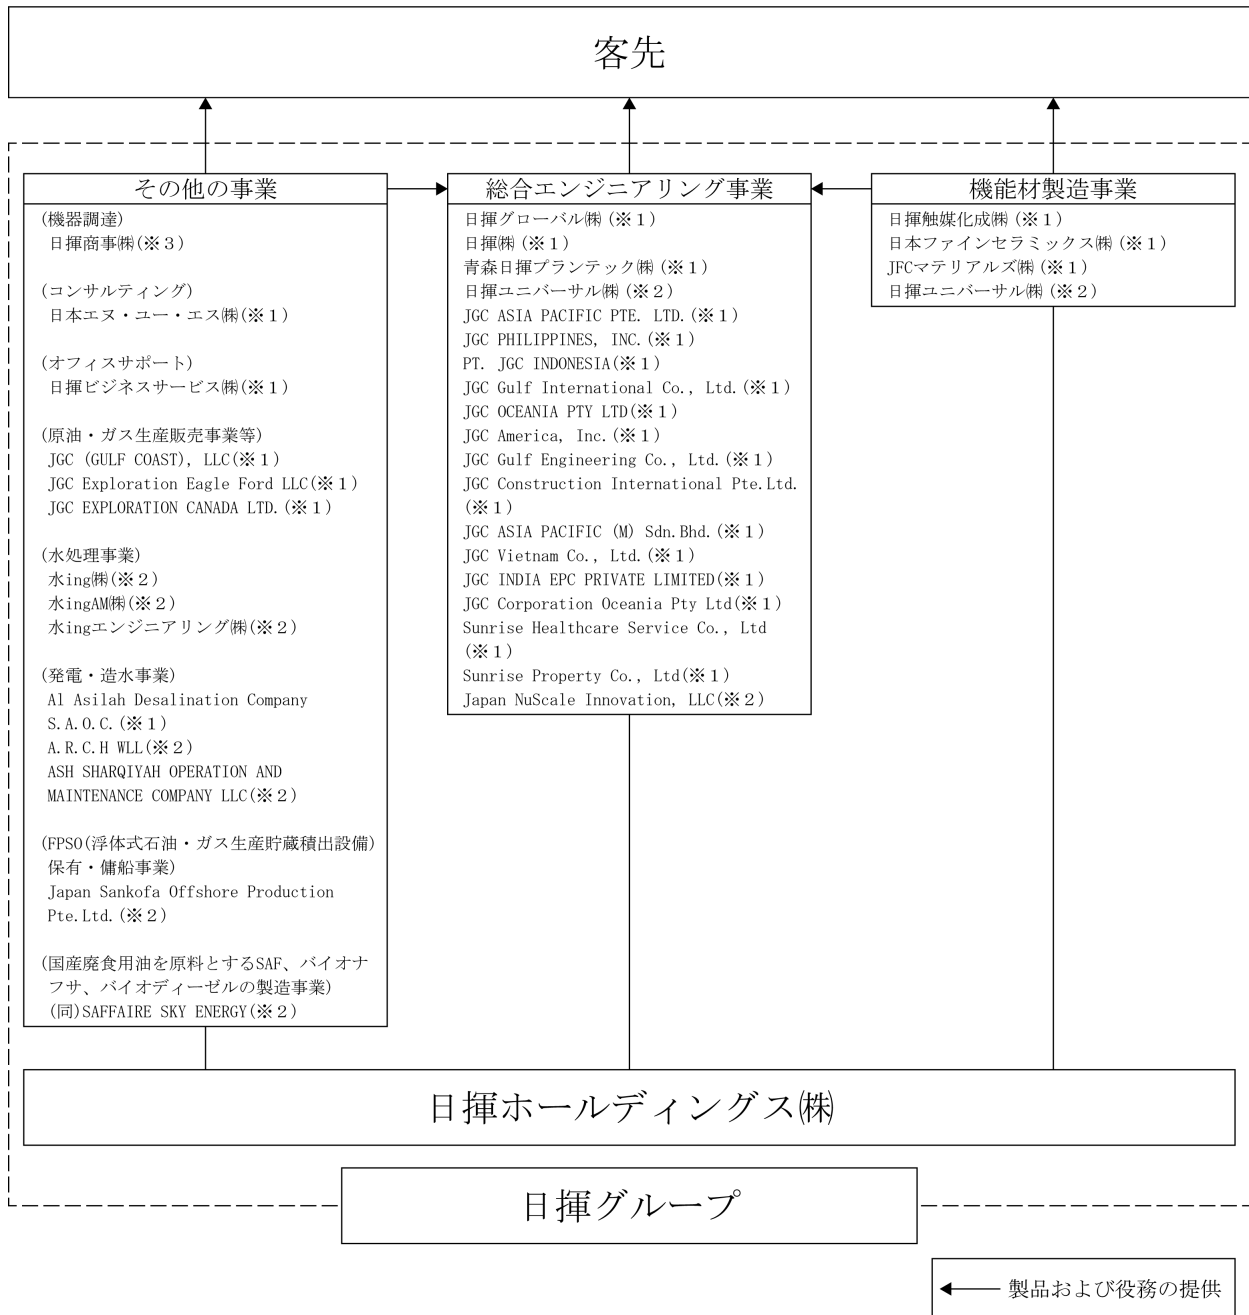 客先
その他の事業
(機器調達)
日揮商事㈱(※３)
(コンサルティング)
日本エヌ・ユー・エス㈱(※１)
(オフィスサポート)
日揮ビジネスサービス㈱(※１)
(原油・ガス生産販売事業等)
JGC (GULF COAST), LLC(※１)
JGC Exploration Eagle Ford LLC(※１)
JGC EXPLORATION CANADA LTD.(※１)
(水処理事業)
水ing㈱(※２)
水ingAM㈱(※２)
水ingエンジニアリング㈱(※２)
(発電・造水事業)
Al Asilah Desalination Company
S.A.O.C.(※１)
A.R.C.H WLL(※２)
ASH SHARQIYAH OPERATION AND
MAINTENANCE COMPANY LLC(※２)
(FPSO(浮体式石油・ガス生産貯蔵積出設備)
保有・傭船事業)
Japan Sankofa Offshore Production
Pte.Ltd.(※２)
(国産廃食用油を原料とするSAF、バイオナ
フサ、バイオディーゼルの製造事業)
(同)SAFFAIRE SKY ENERGY(※２)
総合エンジニアリング事業
日揮グローバル㈱(※１)
日揮㈱(※１)
青森日揮プランテック㈱(※１)
日揮ユニバーサル㈱(※２)
JGC ASIA PACIFIC PTE. LTD.(※１)
JGC PHILIPPINES, INC.(※１)
PT. JGC INDONESIA(※１)
JGC Gulf International Co., Ltd.(※１)
JGC OCEANIA PTY LTD(※１)
JGC America, Inc.(※１)
JGC Gulf Engineering Co., Ltd.(※１)
JGC Construction International Pte.Ltd.
(※１)
JGC ASIA PACIFIC (M) Sdn.Bhd.(※１)
JGC Vietnam Co., Ltd.(※１)
JGC INDIA EPC PRIVATE LIMITED(※１)
JGC Corporation Oceania Pty Ltd(※１)
Sunrise Healthcare Service Co., Ltd
(※１)
Sunrise Property Co., Ltd(※１)
Japan NuScale Innovation, LLC(※２)
機能材製造事業
日揮触媒化成㈱(※１)
日本ファインセラミックス㈱(※１)
JFCマテリアルズ㈱(※１)
日揮ユニバーサル㈱(※２)
日揮ホールディングス㈱
日揮グループ
製品および役務の提供